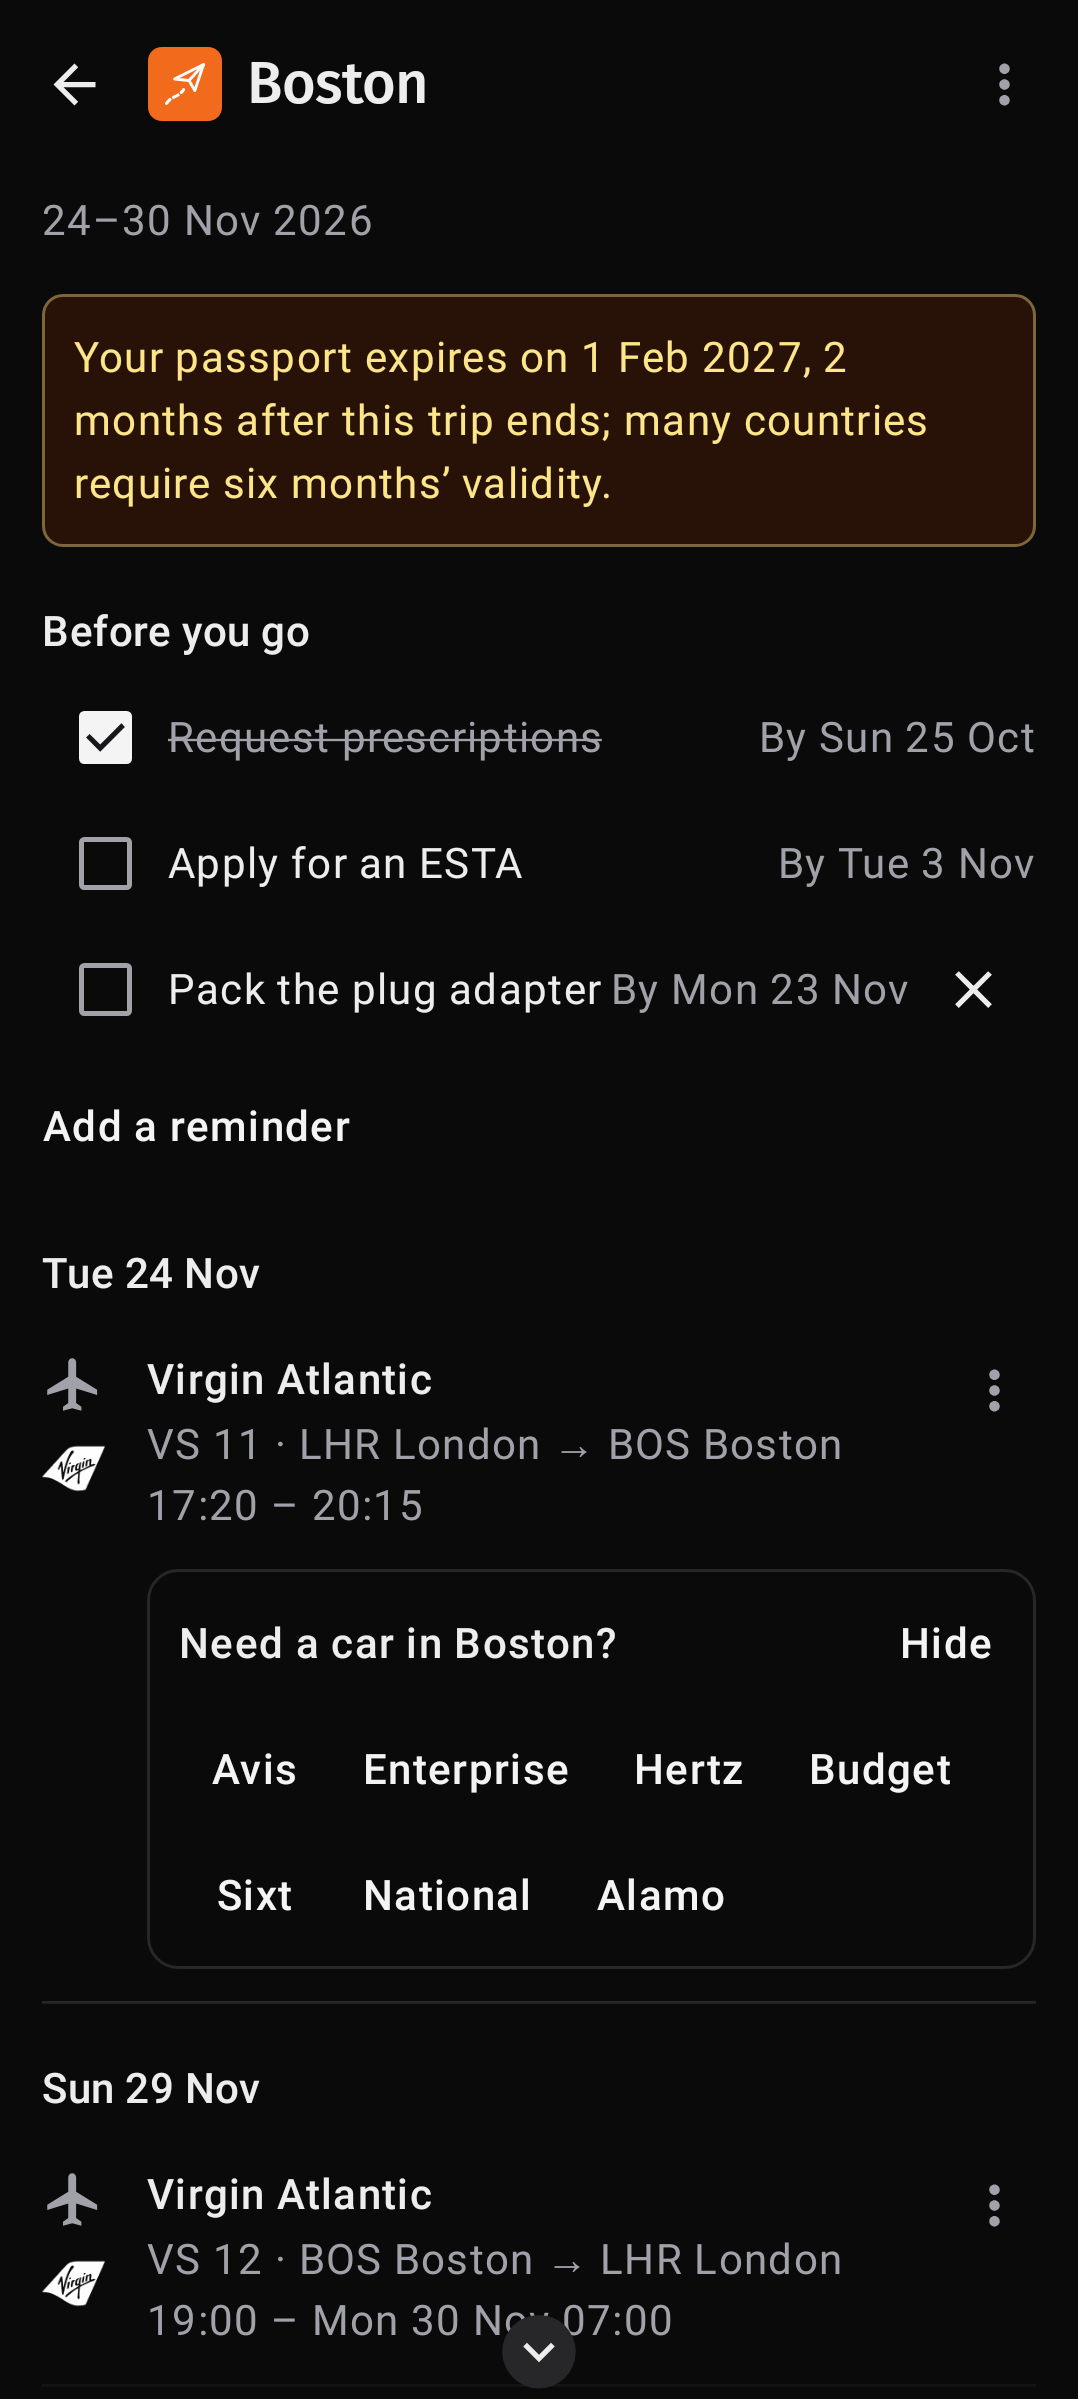 Boston
24–30 Nov 2026
Your passport expires on 1 Feb 2027, 2
months after this trip ends; many countries
require six months’ validity.
Before you go
Request prescriptions By Sun 25 Oct
Apply for an ESTA By Tue 3 Nov
Pack the plug adapter By Mon 23 Nov
Add a reminder
Tue 24 Nov
Virgin Atlantic
VS 11 · LHR London → BOS Boston
Virgin
17:20 – 20:15
Need a car in Boston? Hide
Avis Enterprise Hertz Budget
Sixt National Alamo
Sun 29 Nov
Virgin Atlantic
VS 12 · BOS Boston → LHR London
Virgin
19:00 – Mon 30 Nov 07:00